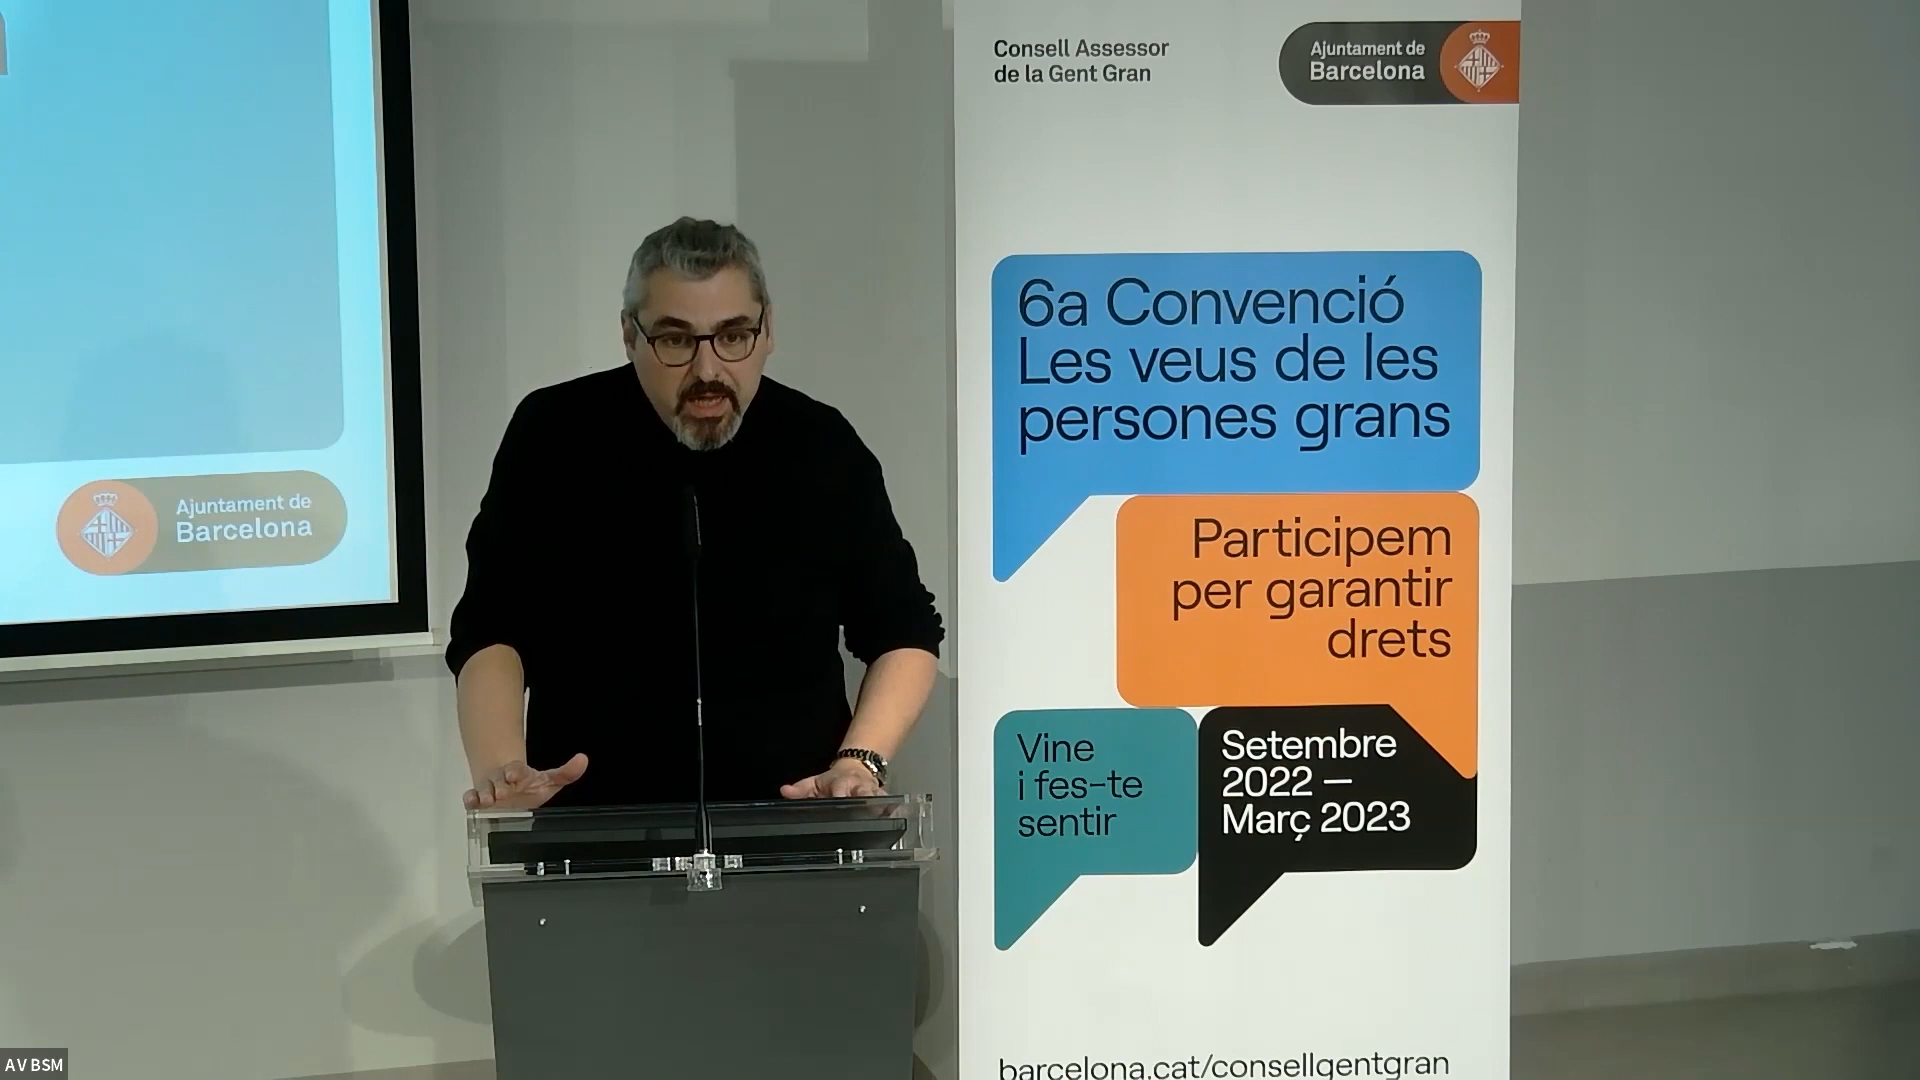 Consell Assessor
de la Gent Gran
Ajuntament de
Barcelona
6a Convenció
Les veus de les
persones grans
Participem
per garantir
drets
Vine
i fes-te
sentir
Setembre
2022 —
Març 2023
barcelona.cat/consellgentgran
Ajuntament de
Barcelona
AV BSM